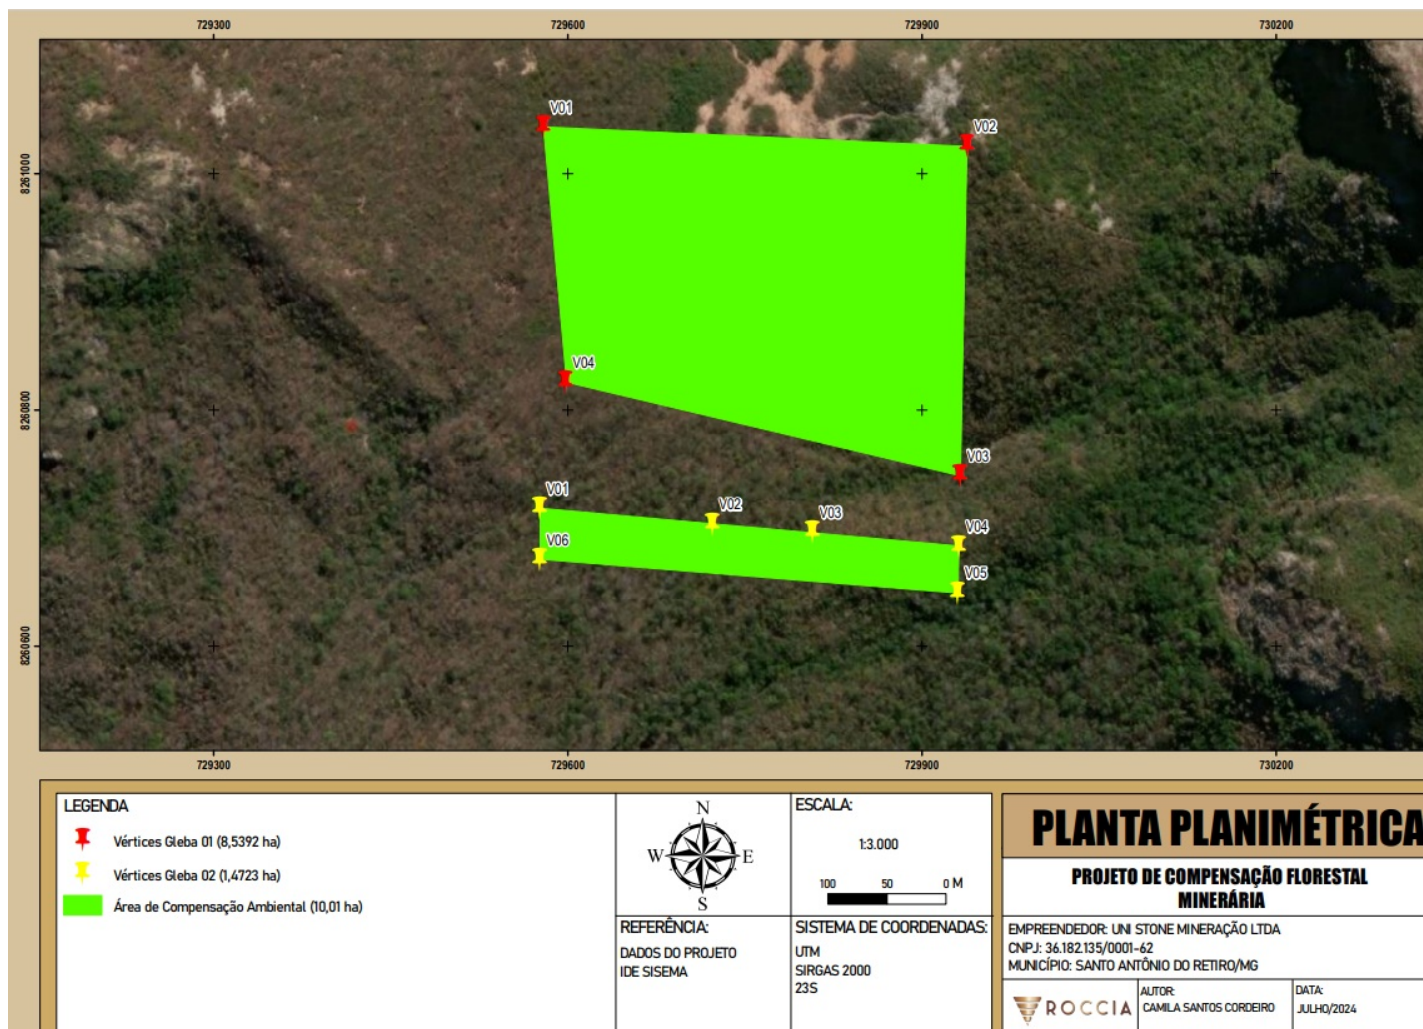 729300 729600 729900 730200
V01
V02
8261000
V04
8260800
V03
V01
V02
V03
V04
V06
V05
8260600
729300 729600 729900 730200
LEGENDA
Vértices Gleba 01 (8,5392 ha)
Vértices Gleba 02 (1,4723 ha)
Área de Compensação Ambiental (10,01 ha)
N
W E
S
ESCALA:
1:3.000
100 50 0 M
REFERÊNCIA:
DADOS DO PROJETO
IDE SISEMA
SISTEMA DE COORDENADAS:
UTM
SIRGAS 2000
23S
PLANTA PLANIMÉTRICA
PROJETO DE COMPENSAÇÃO FLORESTAL
MINERÁRIA
EMPREENDEDOR: UNI STONE MINERAÇÃO LTDA
CNPJ: 36.182.135/0001-62
MUNICÍPIO: SANTO ANTÔNIO DO RETIRO/MG
ROCCIA
AUTOR:
CAMILA SANTOS CORDEIRO
DATA:
JULHO/2024